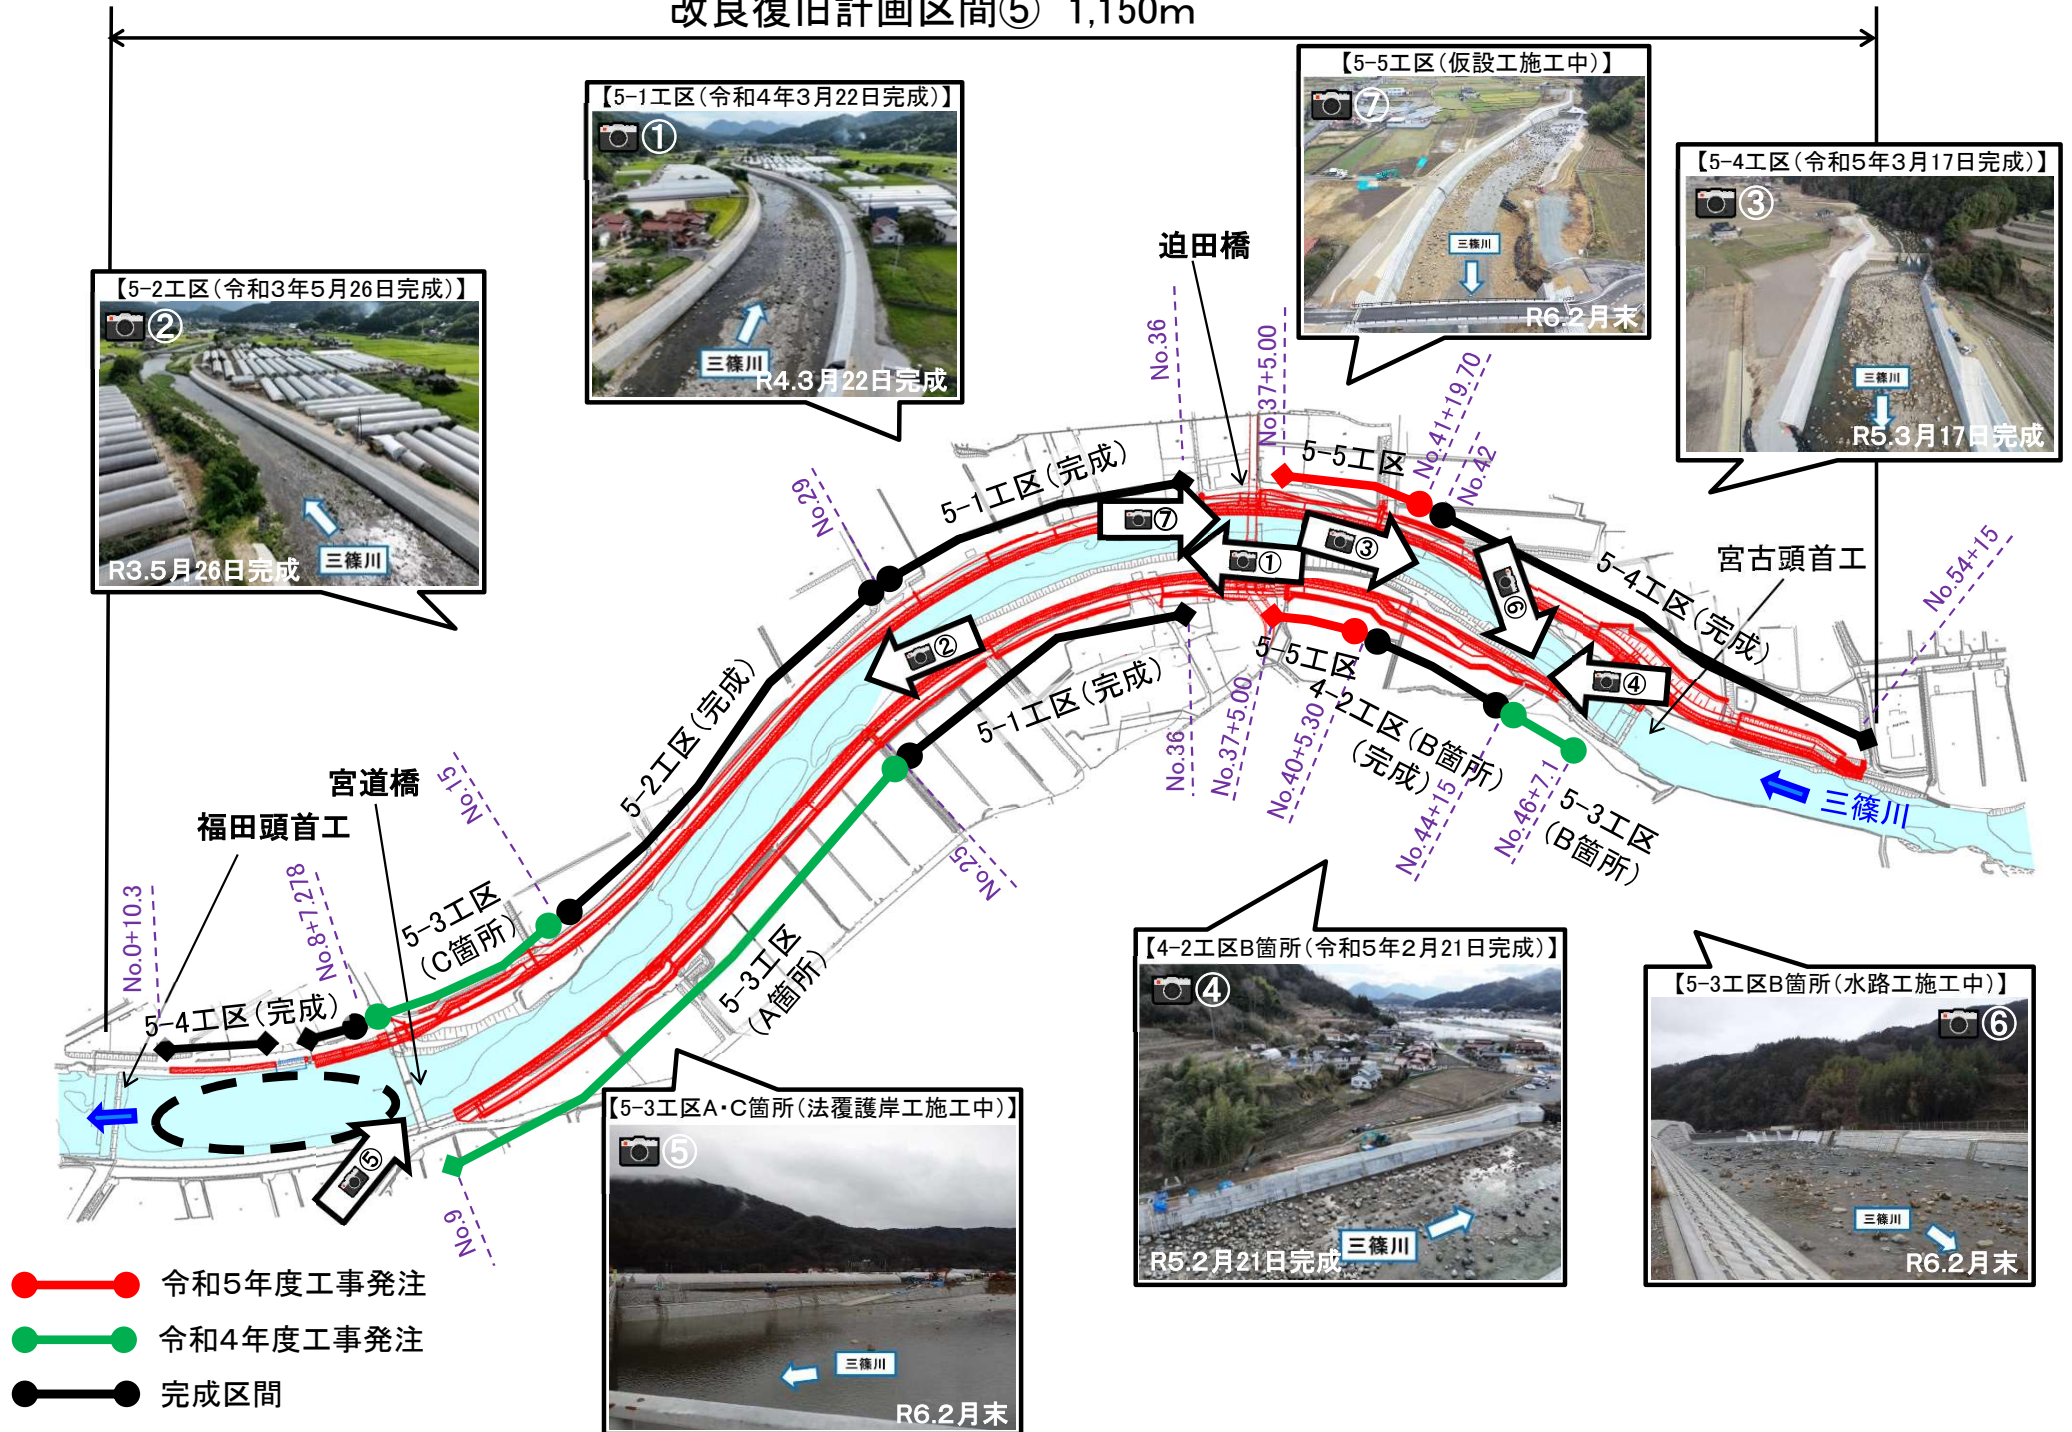 改良復旧計画区間⑤ 1,150m
【5-5工区(仮設工施工中)】
⑦
三篠川
R6.2月末
【5-1工区(令和4年3月22日完成)】
①
三篠川
R4.3月22日完成
【5-4工区(令和5年3月17日完成)】
③
三篠川
R5.3月17日完成
【5-2工区(令和3年5月26日完成)】
②
三篠川
R3.5月26日完成
迫田橋
No.36
No.37+5.00
No.41+19.70
No.42
5-5工区
5-1工区(完成)
No.29
⑦
①
③
⑥
④
②
5-4工区(完成)
宮古頭首工
No.54+15
5-5工区
4-2工区(B箇所)
(完成)
5-1工区(完成)
5-2工区(完成)
No.36
No.37+5.00
No.40+5.30
No.44+15
No.46+7.1
5-3工区
(B箇所)
三篠川
No.15
宮道橋
福田頭首工
No.25
No.0+10.3
No.8+7.278
5-3工区
(C箇所)
5-3工区
(A箇所)
5-4工区(完成)
⑤
No.9
【4-2工区B箇所(令和5年2月21日完成)】
④
三篠川
R5.2月21日完成
【5-3工区B箇所(水路工施工中)】
⑥
三篠川
R6.2月末
【5-3工区A・C箇所(法覆護岸工施工中)】
⑤
三篠川
R6.2月末
令和5年度工事発注
令和4年度工事発注
完成区間